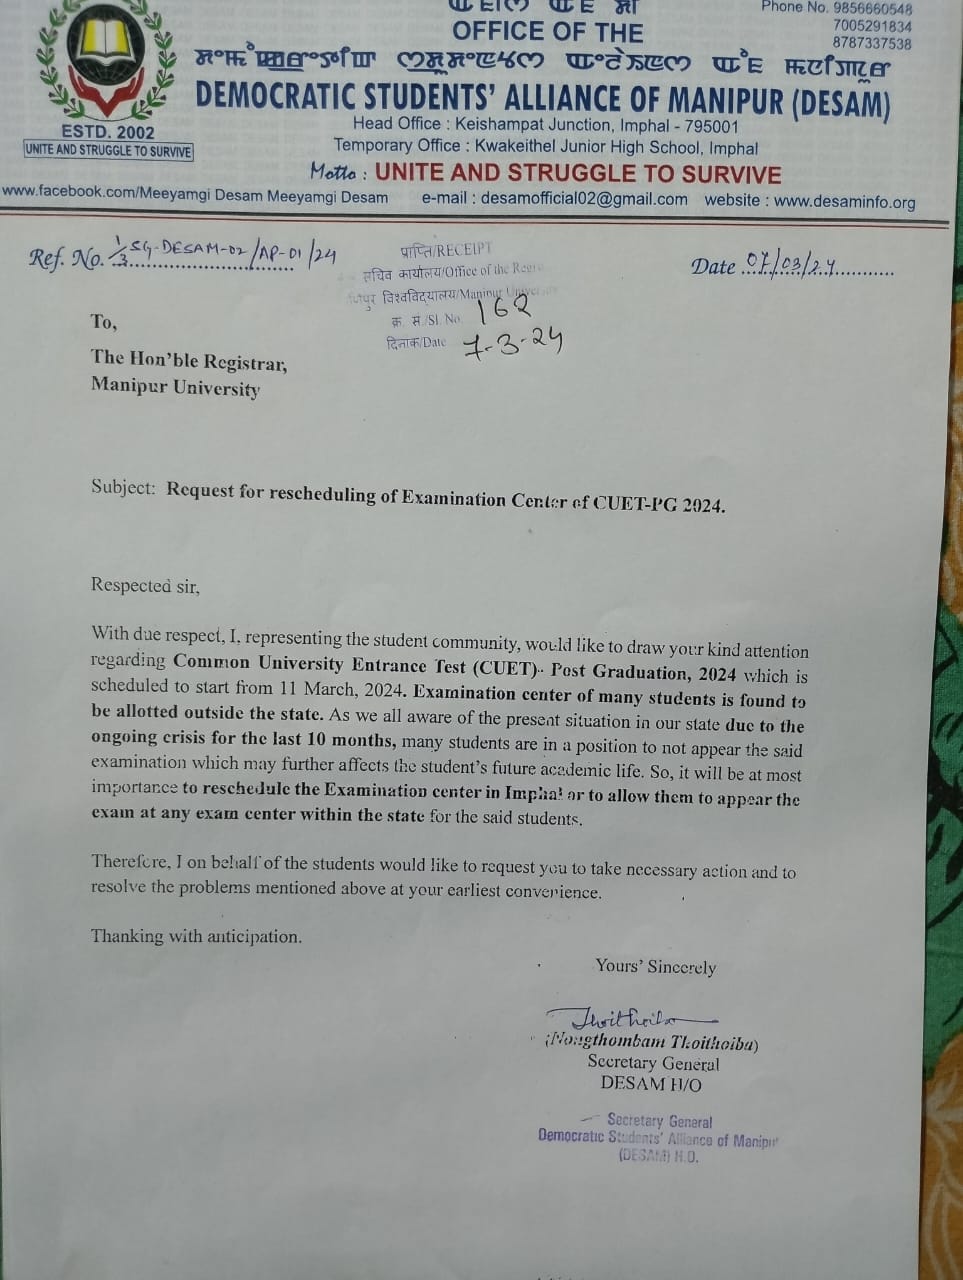 OFFICE OF THE
Phone No. 9856660548
7005291834
8787337538
DEMOCRATIC STUDENTS' ALLIANCE OF MANIPUR (DESAM)
ESTD. 2002
UNITE AND STRUGGLE TO SURVIVE
Head Office : Keishampat Junction, Imphal - 795001
Temporary Office : Kwakeithel Junior High School, Imphal
Motto : UNITE AND STRUGGLE TO SURVIVE
www.facebook.com/Meeyamgi Desam Meeyamgi Desam e-mail : desamofficial02@gmail.com website : www.desaminfo.org
Ref. No. 1/3 SG-DESAM-02/AP-01/24
Date 07/03/24
प्राप्ति/RECEIPT
सचिव कार्यालय/Office of the
विश्वविद्यालय/Manipur
क्र. सं./Sl. No. 162
दिनांक/Date 7-3-24
To,
The Hon'ble Registrar,
Manipur University
Subject: Request for rescheduling of Examination Center of CUET-PG 2024.
Respected sir,
With due respect, I, representing the student community, would like to draw your kind attention
regarding Common University Entrance Test (CUET)- Post Graduation, 2024 which is
scheduled to start from 11 March, 2024. Examination center of many students is found to
be allotted outside the state. As we all aware of the present situation in our state due to the
ongoing crisis for the last 10 months, many students are in a position to not appear the said
examination which may further affects the student's future academic life. So, it will be at most
importance to reschedule the Examination center in Imphal or to allow them to appear the
exam at any exam center within the state for the said students.
Therefore, I on behalf of the students would like to request you to take necessary action and to
resolve the problems mentioned above at your earliest convenience.
Thanking with anticipation.
Yours' Sincerely
Thoithoiba
(Nongthombam Thoithoiba)
Secretary General
DESAM H/O
Secretary General
Democratic Students' Alliance of Manipur
(DESAM) H.O.